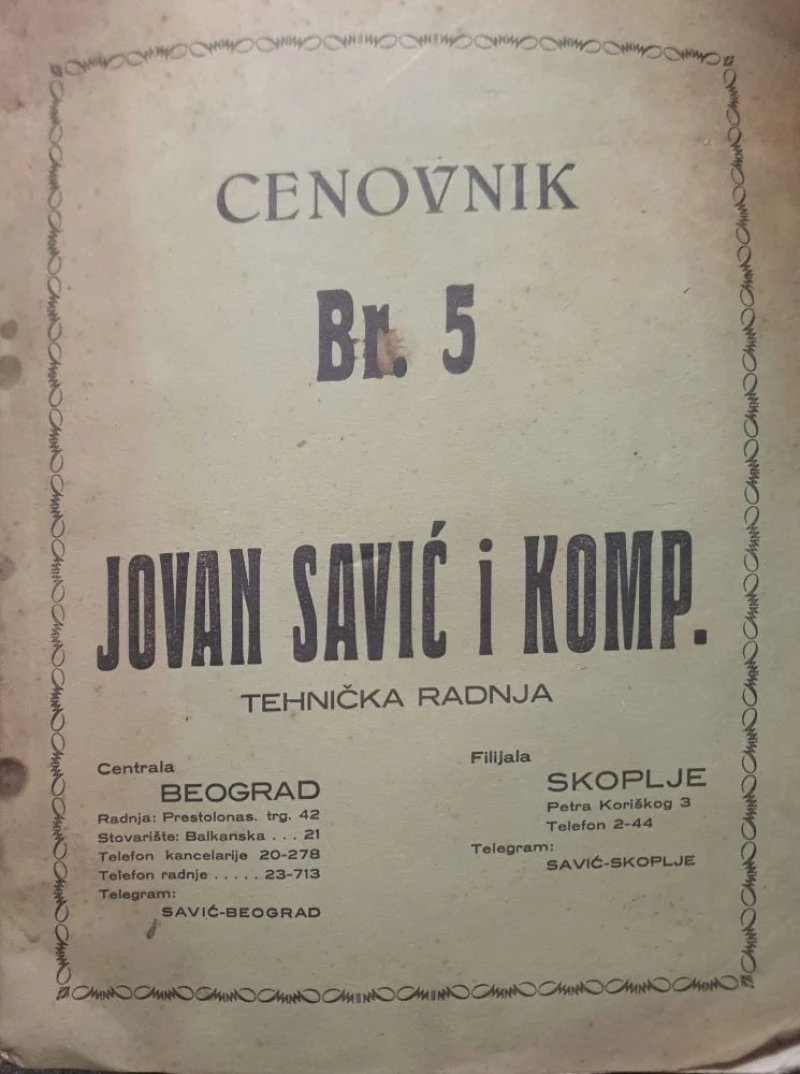 CENOVNIK
Br. 5
JOVAN SAVIĆ i KOMP.
TEHNIČKA RADNJA
Centrala
BEOGRAD
Radnja: Prestolonas. trg. 42
Stovarište: Balkanska . . . 21
Telefon kancelarije 20-278
Telefon radnje . . . . . 23-713
Telegram:
SAVIĆ-BEOGRAD
Filijala
SKOPLJE
Petra Koriškog 3
Telefon 2-44
Telegram:
SAVIĆ-SKOPLJE